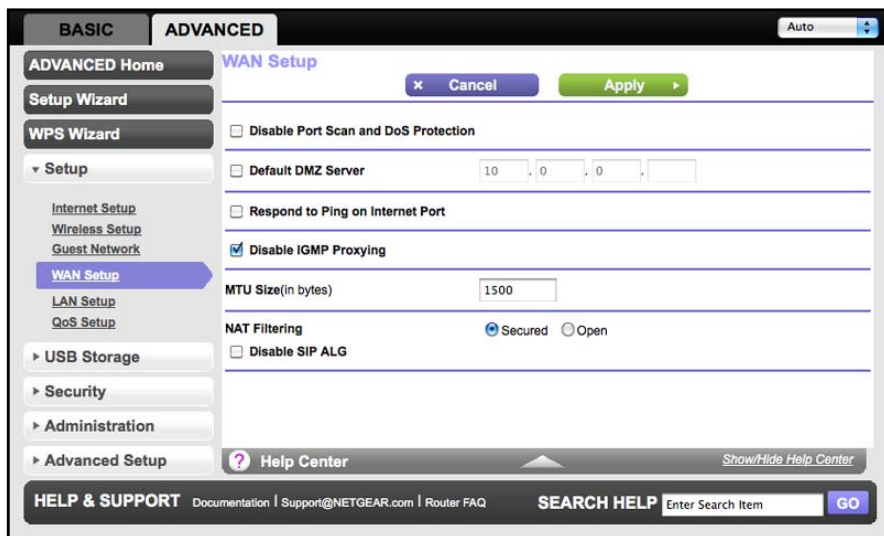 BASIC ADVANCED Auto
ADVANCED Home
Setup Wizard
WPS Wizard
Setup
Internet Setup
Wireless Setup
Guest Network
WAN Setup
LAN Setup
QoS Setup
USB Storage
Security
Administration
Advanced Setup
WAN Setup
x Cancel Apply
Disable Port Scan and DoS Protection
Default DMZ Server 10 . 0 . 0 .
Respond to Ping on Internet Port
Disable IGMP Proxying
MTU Size(in bytes) 1500
NAT Filtering Secured Open
Disable SIP ALG
? Help Center Show/Hide Help Center
HELP & SUPPORT Documentation | Support@NETGEAR.com | Router FAQ SEARCH HELP Enter Search Item GO